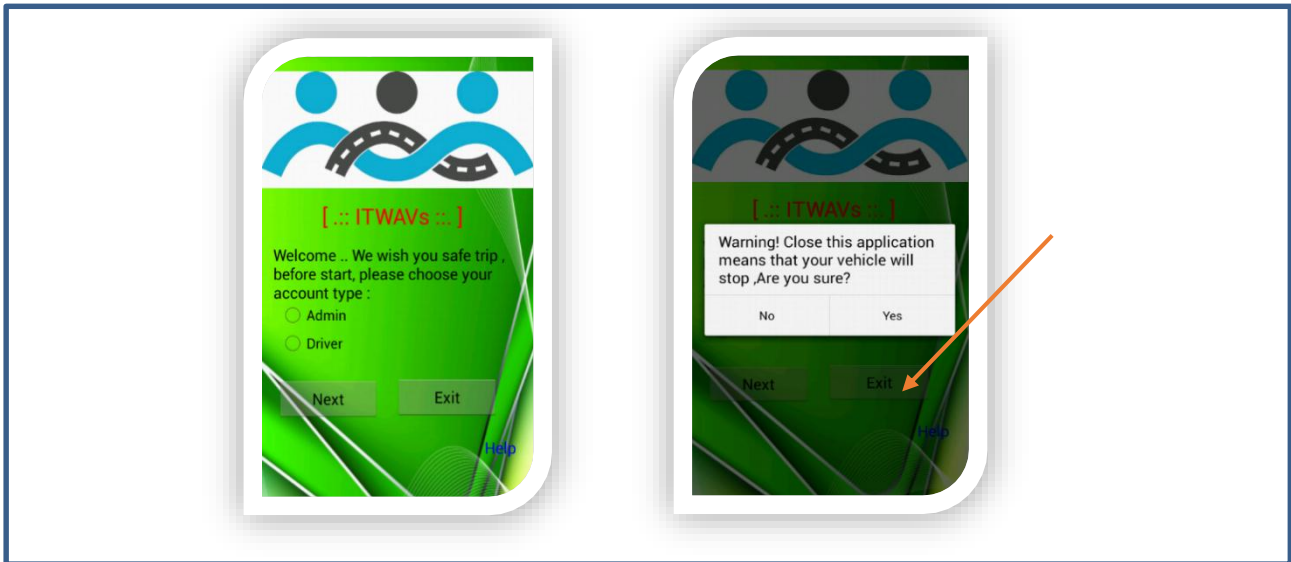 [ .:: ITWAVs ::. ]
Welcome .. We wish you safe trip ,
before start, please choose your
account type :
Admin
Driver
Next Exit
Help
[ .:: ITWAVs ::. ]
Warning! Close this application
means that your vehicle will
stop ,Are you sure?
No Yes
Next Exit
Help